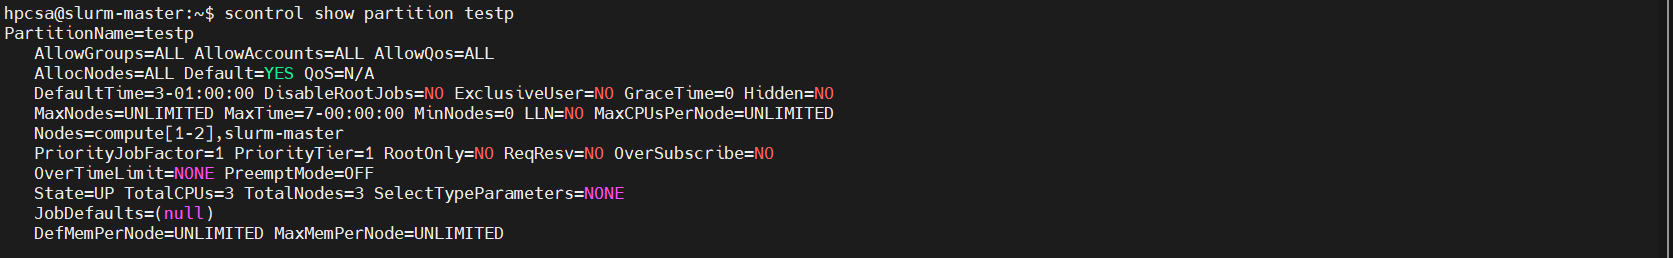 hpcsa@slurm-master:~$ scontrol show partition testp
PartitionName=testp
AllowGroups=ALL AllowAccounts=ALL AllowQos=ALL
AllocNodes=ALL Default=YES QoS=N/A
DefaultTime=3-01:00:00 DisableRootJobs=NO ExclusiveUser=NO GraceTime=0 Hidden=NO
MaxNodes=UNLIMITED MaxTime=7-00:00:00 MinNodes=0 LLN=NO MaxCPUsPerNode=UNLIMITED
Nodes=compute[1-2],slurm-master
PriorityJobFactor=1 PriorityTier=1 RootOnly=NO ReqResv=NO OverSubscribe=NO
OverTimeLimit=NONE PreemptMode=OFF
State=UP TotalCPUs=3 TotalNodes=3 SelectTypeParameters=NONE
JobDefaults=(null)
DefMemPerNode=UNLIMITED MaxMemPerNode=UNLIMITED